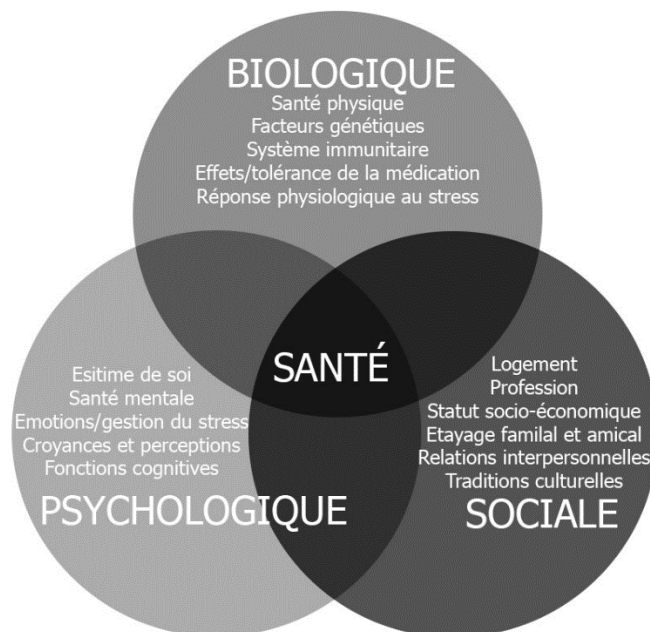 BIOLOGIQUE
Santé physique
Facteurs génétiques
Système immunitaire
Effets/tolérance de la médication
Réponse physiologique au stress
SANTÉ
Esitime de soi
Santé mentale
Emotions/gestion du stress
Croyances et perceptions
Fonctions cognitives
PSYCHOLOGIQUE
Logement
Profession
Statut socio-économique
Etayage familal et amical
Relations interpersonnelles
Traditions culturelles
SOCIALE